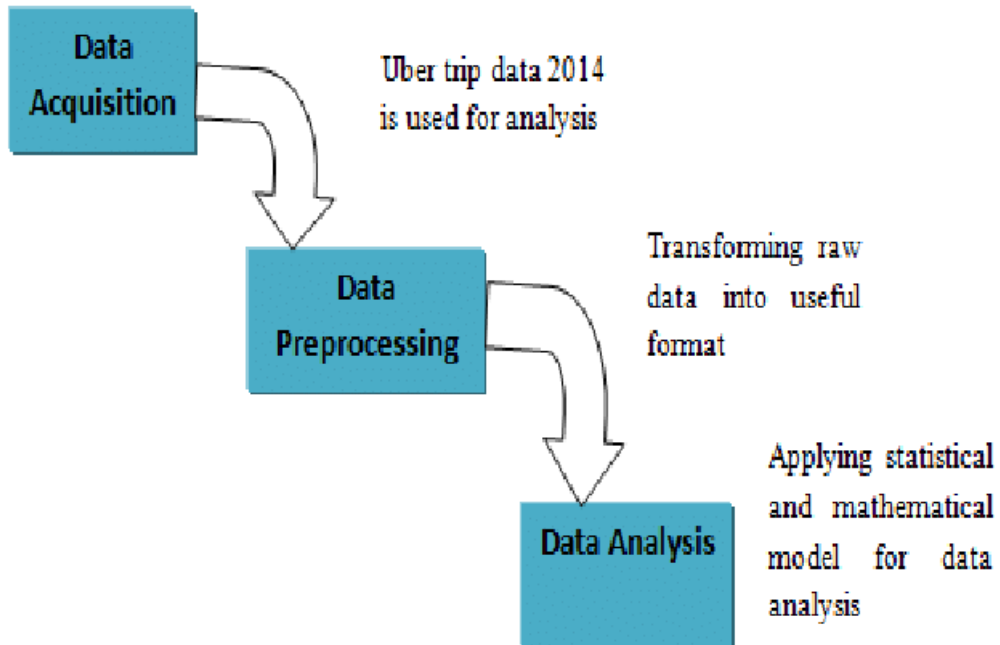 Data
Acquisition
Uber trip data 2014
is used for analysis
Data
Preprocessing
Transforming raw
data into useful
format
Data Analysis
Applying statistical
and mathematical
model for data
analysis